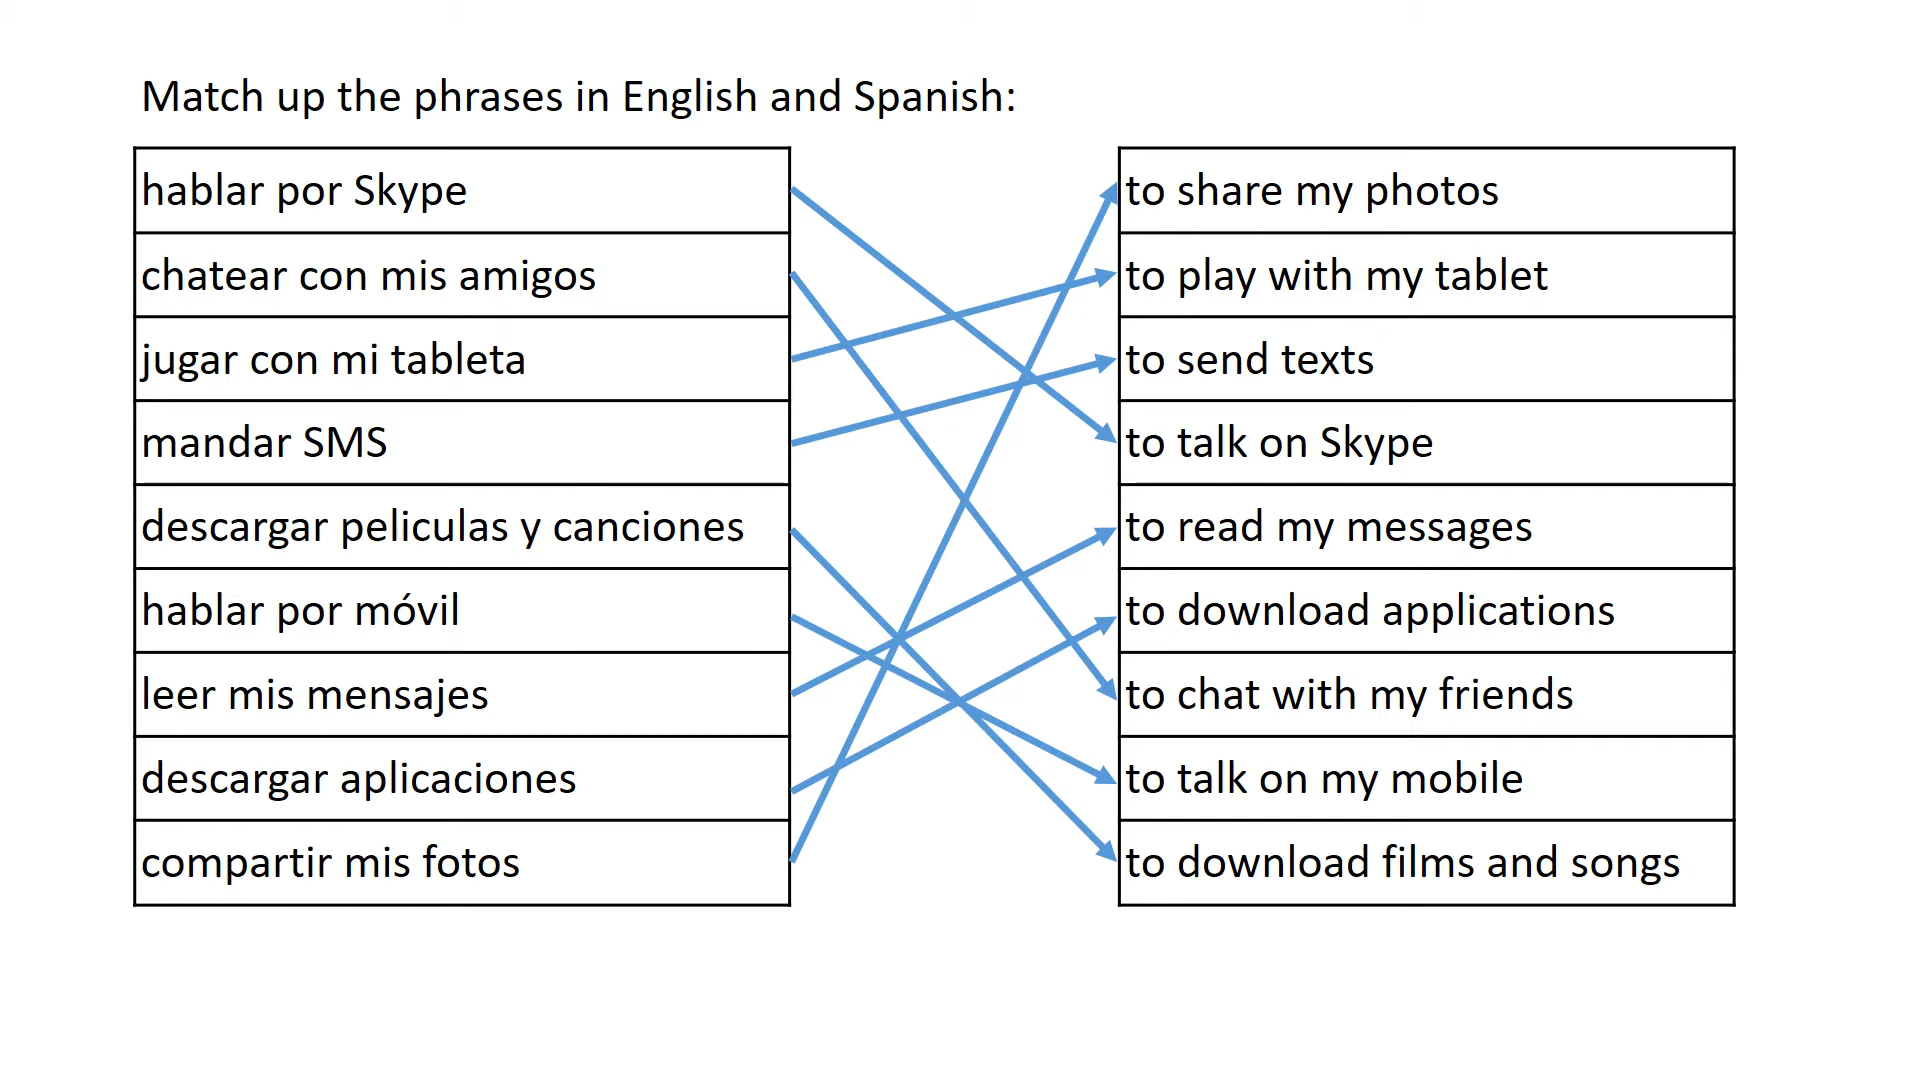 Match up the phrases in English and Spanish:
hablar por Skype
chatear con mis amigos
jugar con mi tableta
mandar SMS
descargar peliculas y canciones
hablar por móvil
leer mis mensajes
descargar aplicaciones
compartir mis fotos
to share my photos
to play with my tablet
to send texts
to talk on Skype
to read my messages
to download applications
to chat with my friends
to talk on my mobile
to download films and songs